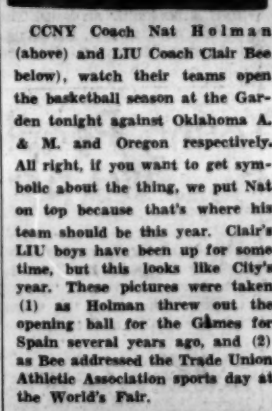 CCNY Coach Nat Holman
(above) and LIU Coach Clair Bee
below), watch their teams open
the basketball season at the Gar-
den tonight against Oklahoma A.
& M. and Oregon respectively.
All right, if you want to get sym-
bolic about the thing, we put Nat
on top because that's where his
team should be this year. Clair's
LIU boys have been up for some
time, but this looks like City's
year. These pictures were taken
(1) as Holman threw out the
opening ball for the Games for
Spain several years ago, and (2)
as Bee addressed the Trade Union
Athletic Association sports day at
the World's Fair.